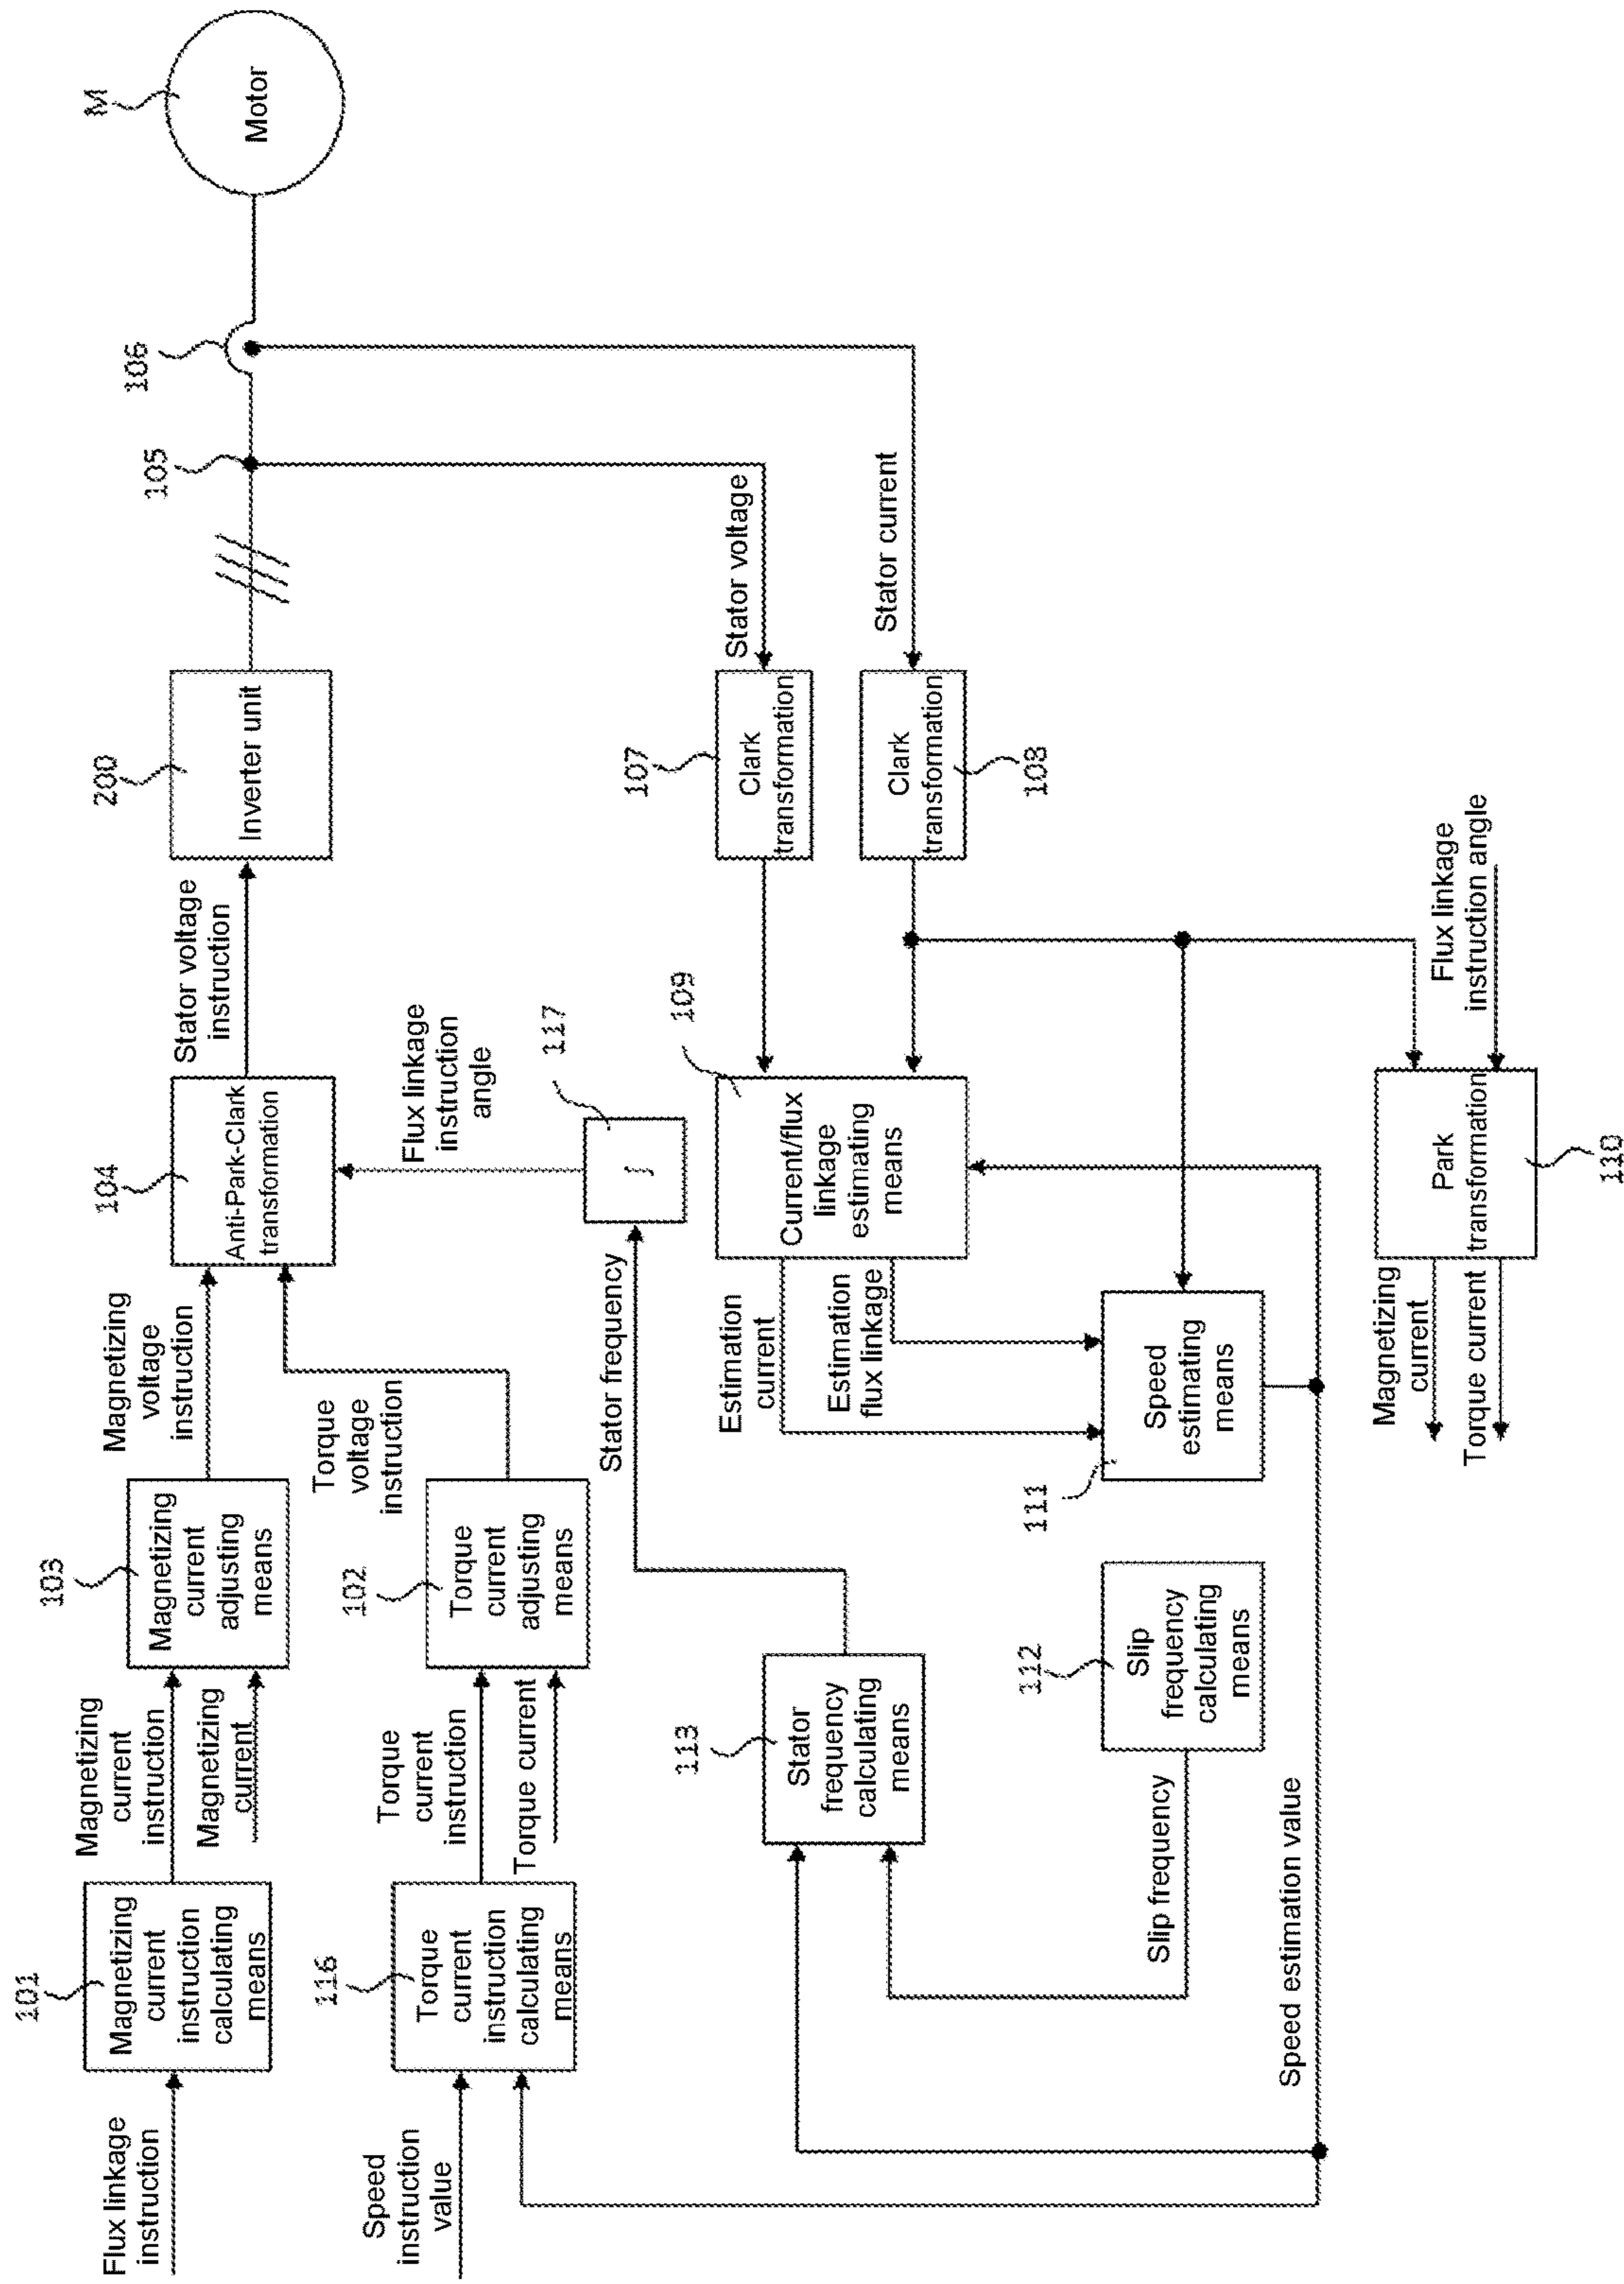 Flux linkage
instruction
101
Magnetizing
current
instruction
calculating
means
Magnetizing
current
instruction
Magnetizing
current
103
Magnetizing
current
adjusting
means
Magnetizing
voltage
instruction
104
Anti-Park-Clark
transformation
Stator voltage
instruction
200
Inverter unit
105
106
M
Motor
Speed
instruction
value
116
Torque
current
instruction
calculating
means
Torque
current
instruction
Torque current
102
Torque
current
adjusting
means
Torque
voltage
instruction
Flux linkage
instruction
angle
117
∫
Stator frequency
113
Stator
frequency
calculating
means
Estimation
current
Estimation
flux linkage
109
Current/flux
linkage
estimating
means
107
Clark
transformation
Stator voltage
Clark
transformation
108
Stator current
Slip frequency
112
Slip
frequency
calculating
means
111
Speed
estimating
means
Speed estimation value
Magnetizing
current
Torque current
Park
transformation
110
Flux linkage
instruction angle